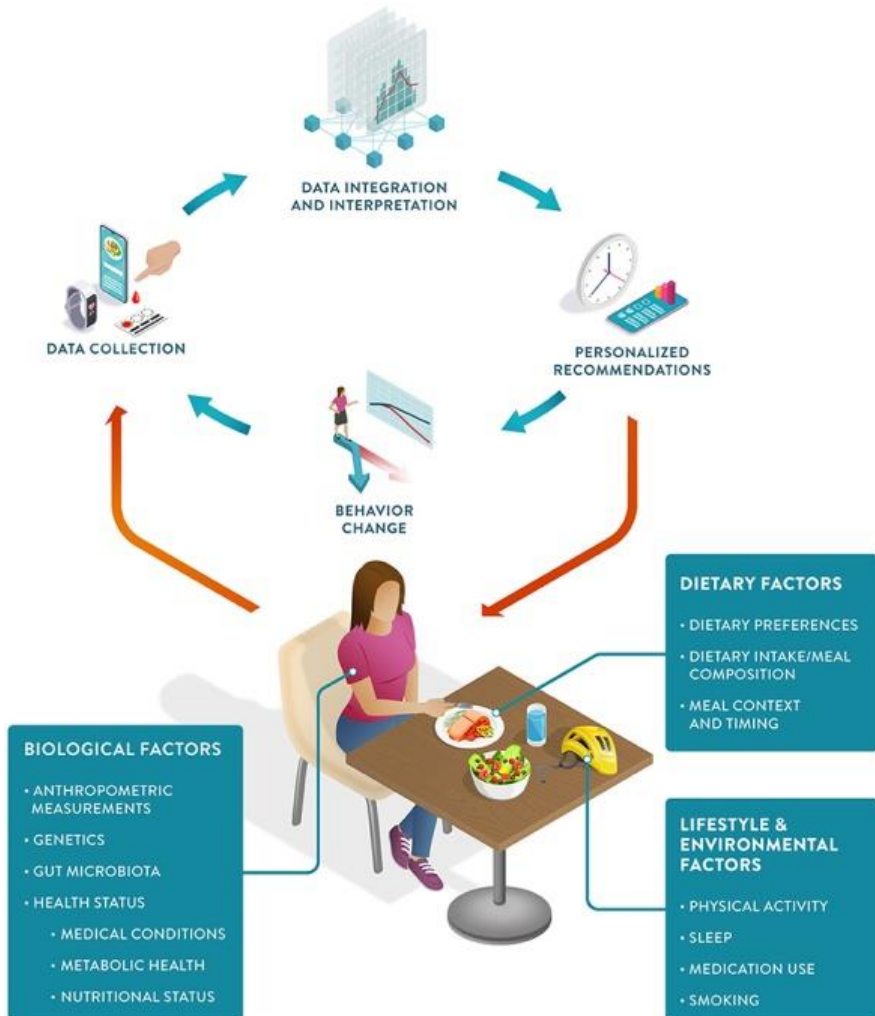 DATA INTEGRATION
AND INTERPRETATION
DATA COLLECTION
PERSONALIZED
RECOMMENDATIONS
BEHAVIOR
CHANGE
DIETARY FACTORS
• DIETARY PREFERENCES
• DIETARY INTAKE/MEAL
COMPOSITION
• MEAL CONTEXT
AND TIMING
BIOLOGICAL FACTORS
• ANTHROPOMETRIC
MEASUREMENTS
• GENETICS
• GUT MICROBIOTA
• HEALTH STATUS
• MEDICAL CONDITIONS
• METABOLIC HEALTH
• NUTRITIONAL STATUS
LIFESTYLE &
ENVIRONMENTAL
FACTORS
• PHYSICAL ACTIVITY
• SLEEP
• MEDICATION USE
• SMOKING